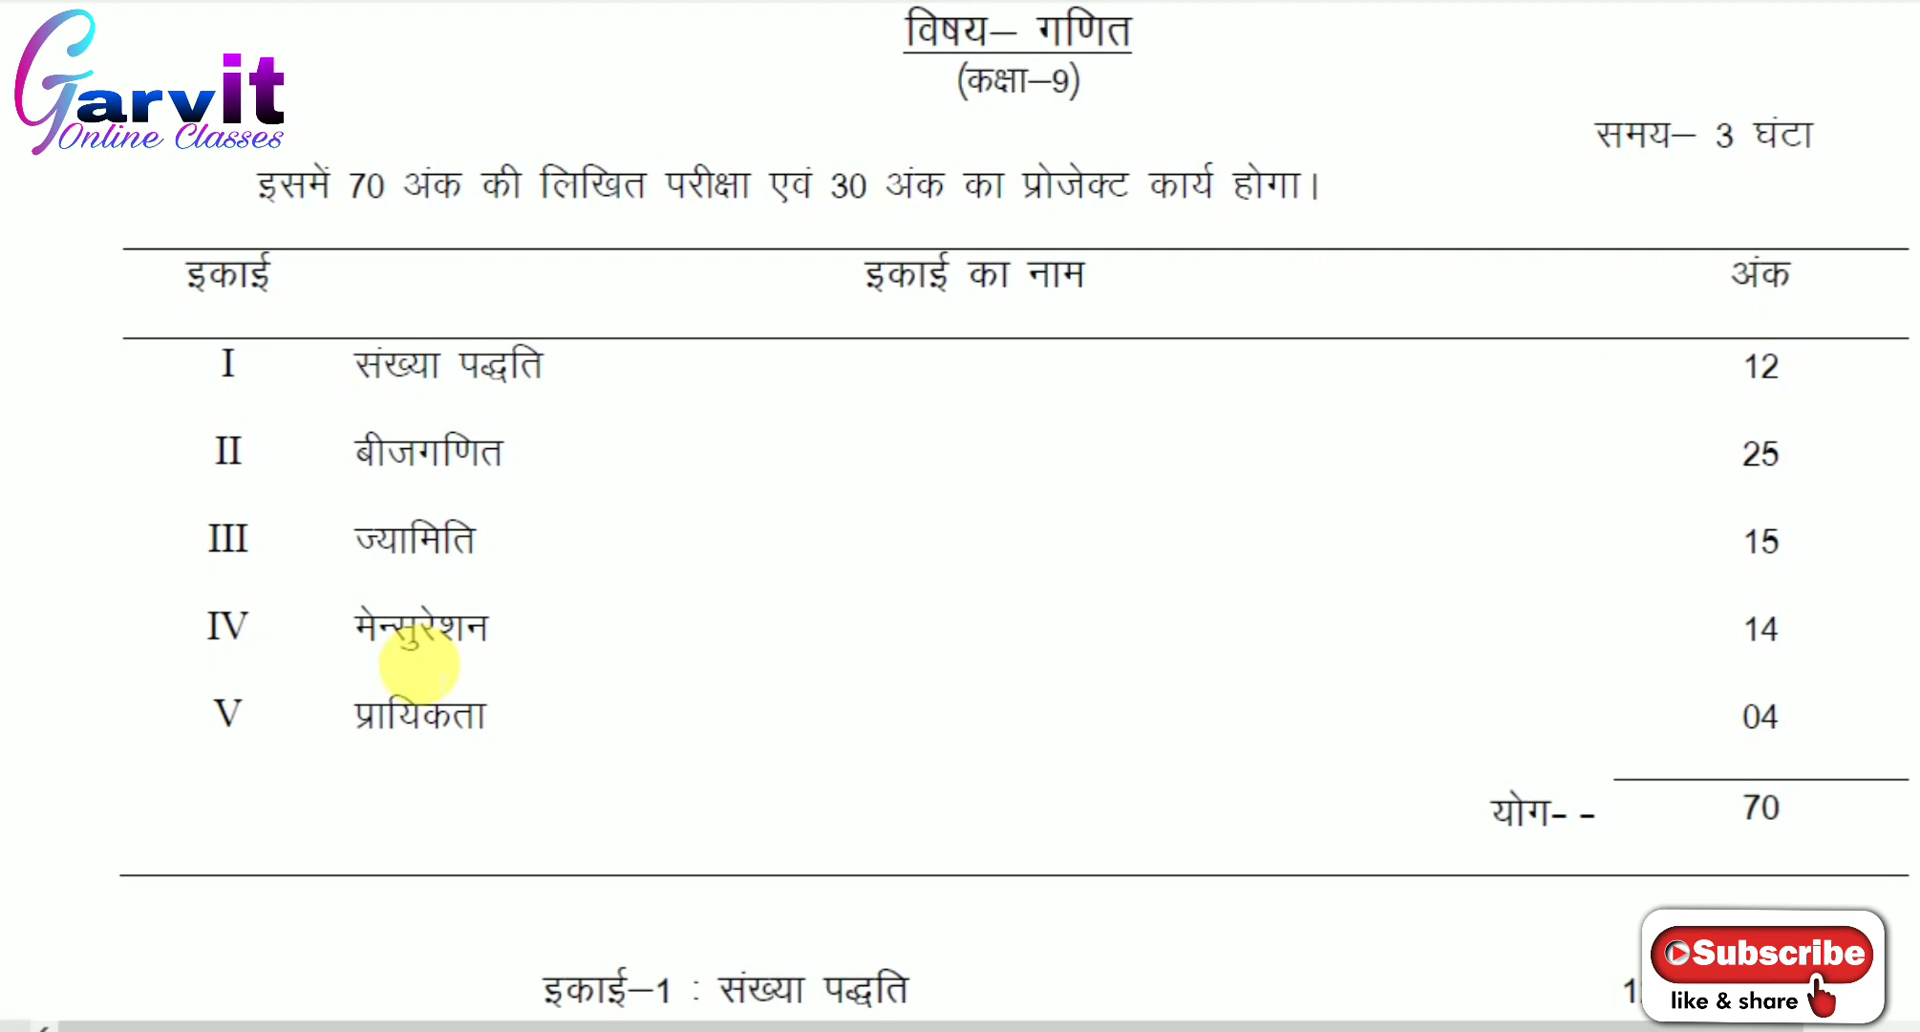 Garvit
Online Classes
विषय– गणित
(कक्षा–9)
समय– 3 घंटा
इसमें 70 अंक की लिखित परीक्षा एवं 30 अंक का प्रोजेक्ट कार्य होगा।
इकाई इकाई का नाम अंक
I संख्या पद्धति 12
II बीजगणित 25
III ज्यामिति 15
IV मेन्सुरेशन 14
V प्रायिकता 04
योग- - 70
इकाई–1 : संख्या पद्धति
Subscribe
like & share